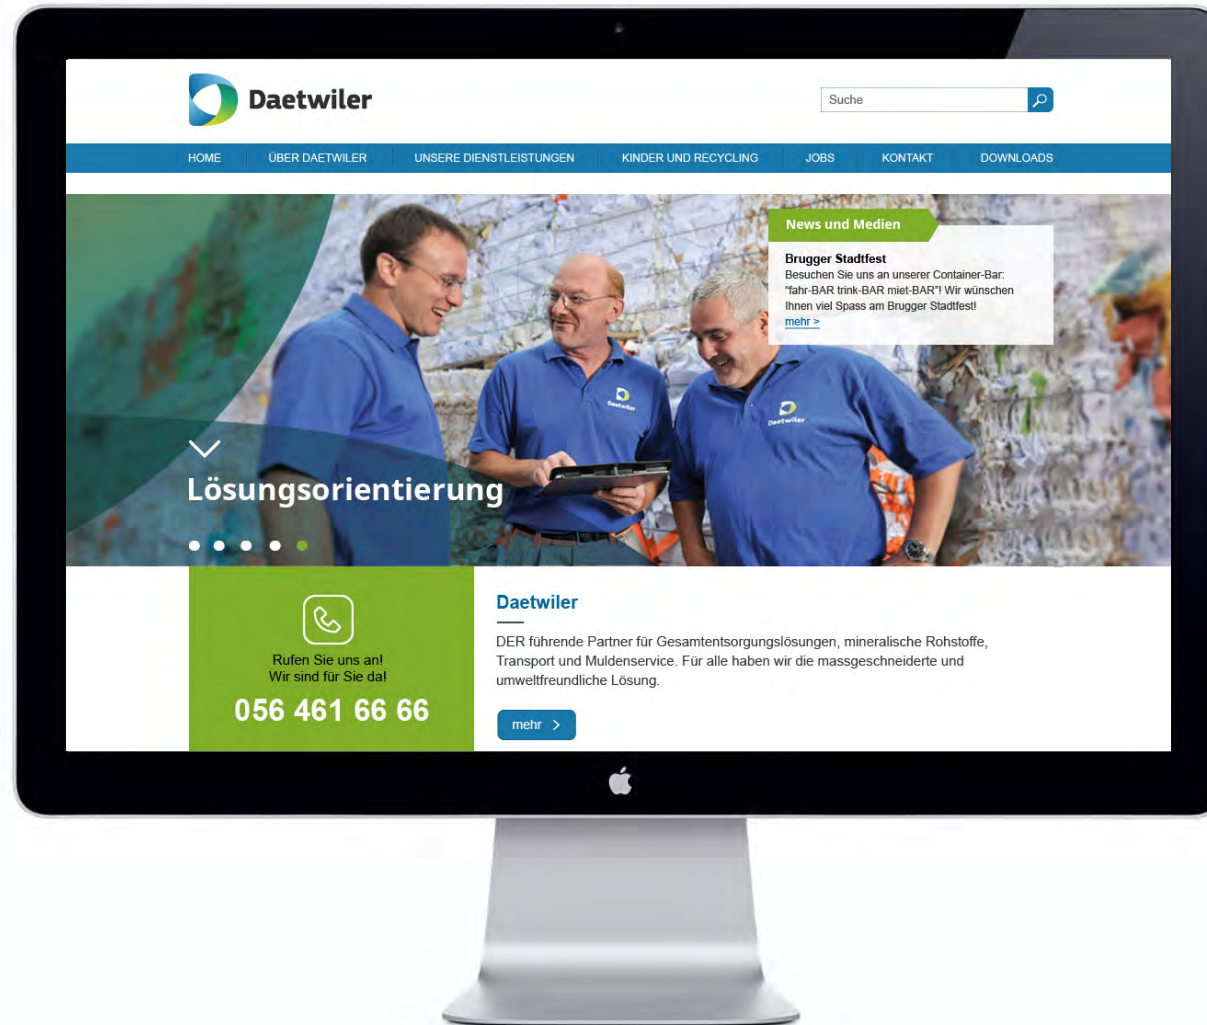 Daetwiler
Suche
HOME ÜBER DAETWILER UNSERE DIENSTLEISTUNGEN KINDER UND RECYCLING JOBS KONTAKT DOWNLOADS
News und Medien
Brugger Stadtfest
Besuchen Sie uns an unserer Container-Bar:
"fahr-BAR trink-BAR miet-BAR"! Wir wünschen
Ihnen viel Spass am Brugger Stadtfest!
mehr >
Daetwiler
Daetwiler
Lösungsorientierung
Rufen Sie uns an!
Wir sind für Sie da!
056 461 66 66
Daetwiler
DER führende Partner für Gesamtentsorgungslösungen, mineralische Rohstoffe,
Transport und Muldenservice. Für alle haben wir die massgeschneiderte und
umweltfreundliche Lösung.
mehr >